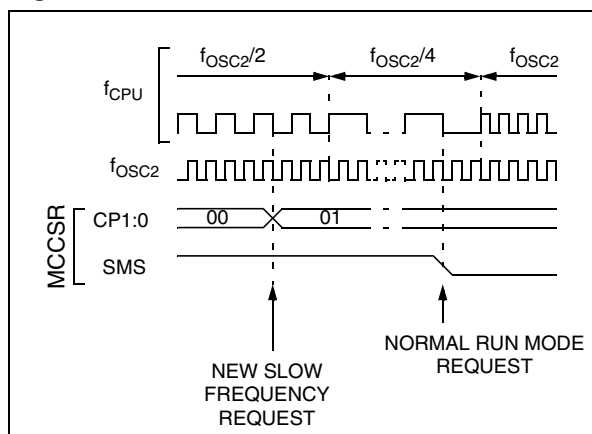 fOSC2/2 fOSC2/4 fOSC2
fCPU
fOSC2
MCCSR
CP1:0 00 01
SMS
NEW SLOW
FREQUENCY
REQUEST
NORMAL RUN MODE
REQUEST